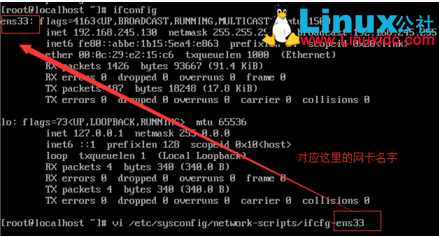 [root@localhost ~]# ifconfig
ens33: flags=4163<UP,BROADCAST,RUNNING,MULTICAST> 150
inet 192.168.245.130 netmask 255.255.255. 192.168.245.255
inet6 fe80::abbe:1b15:5ea4:e863 prefixlen scopeid 0x20<link>
ether 00:0c:29:e2:15:c6 txqueuelen 1000 (Ethernet)
RX packets 1426 bytes 93667 (91.4 KiB)
RX errors 0 dropped 0 overruns 0 frame 0
TX packets 187 bytes 18248 (17.8 KiB)
TX errors 0 dropped 0 overruns 0 carrier 0 collisions 0
Linux公社
www.Linuxidc.com
lo: flags=73<UP,LOOPBACK,RUNNING> mtu 65536
inet 127.0.0.1 netmask 255.0.0.0
inet6 ::1 prefixlen 128 scopeid 0x10<host>
loop txqueuelen 1 (Local Loopback)
RX packets 4 bytes 340 (340.0 B)
RX errors 0 dropped 0 overruns 0 frame 0
TX packets 4 bytes 340 (340.0 B)
TX errors 0 dropped 0 overruns 0 carrier 0 collisions 0
对应这里的网卡名字
[root@localhost ~]# vi /etc/sysconfig/network-scripts/ifcfg-ens33